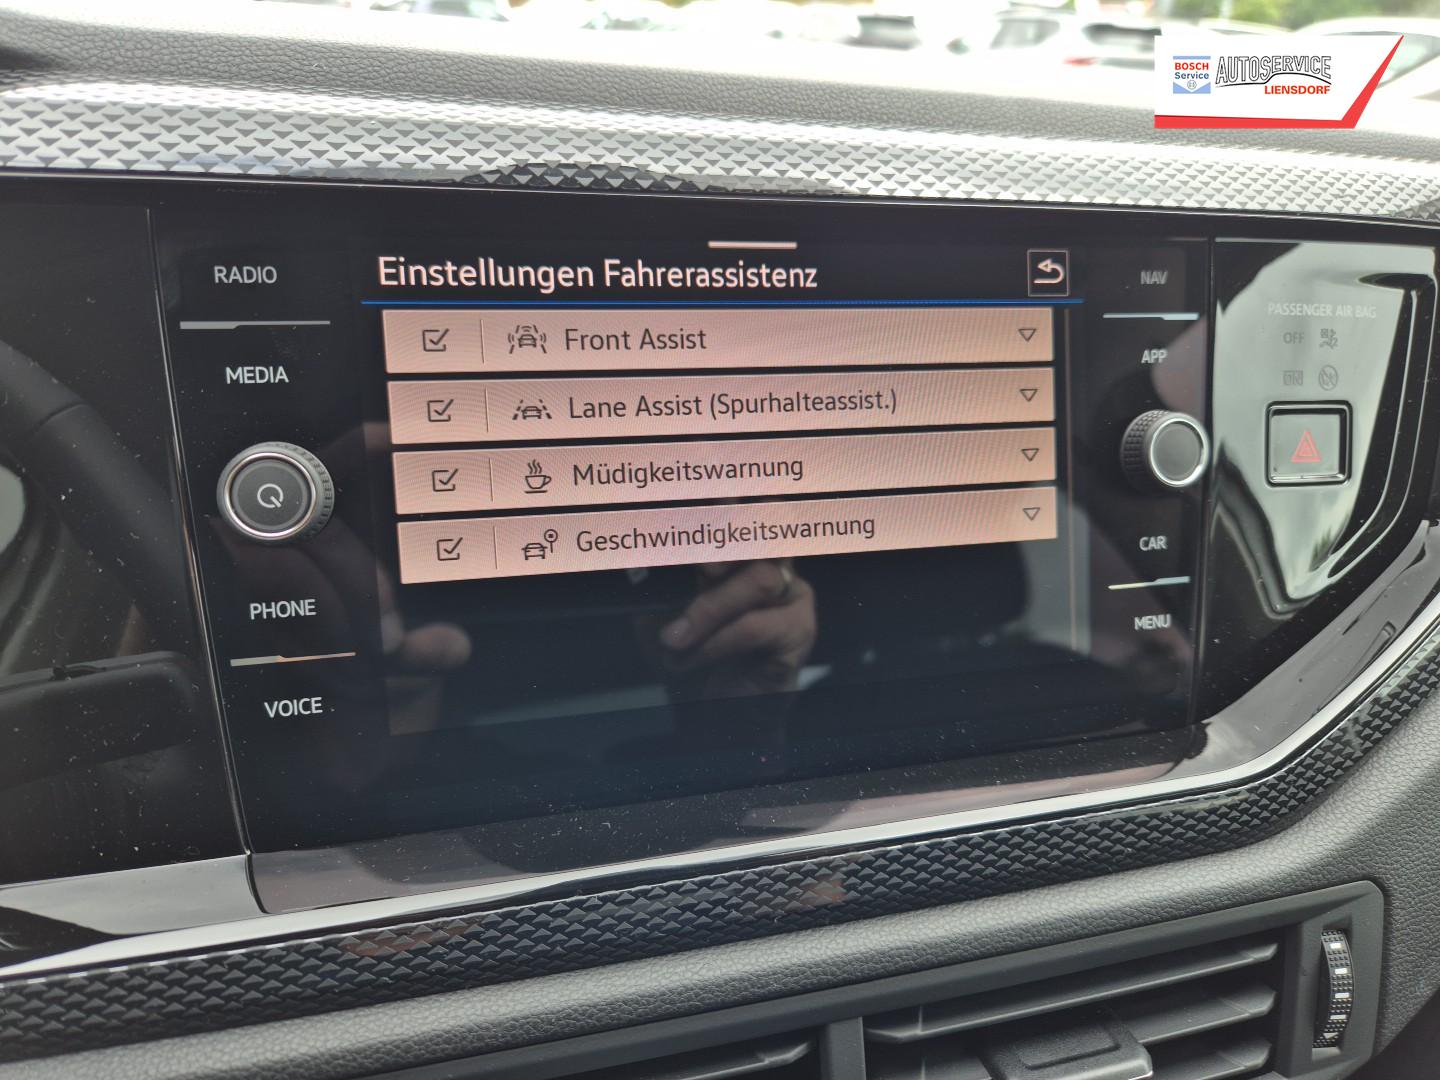 BOSCH
Service
AUTOSERVICE
LIENSDORF
RADIO
MEDIA
PHONE
VOICE
Einstellungen Fahrerassistenz
Front Assist
Lane Assist (Spurhalteassist.)
Müdigkeitswarnung
Geschwindigkeitswarnung
NAV
APP
CAR
MENU
PASSENGER AIR BAG
OFF
ON